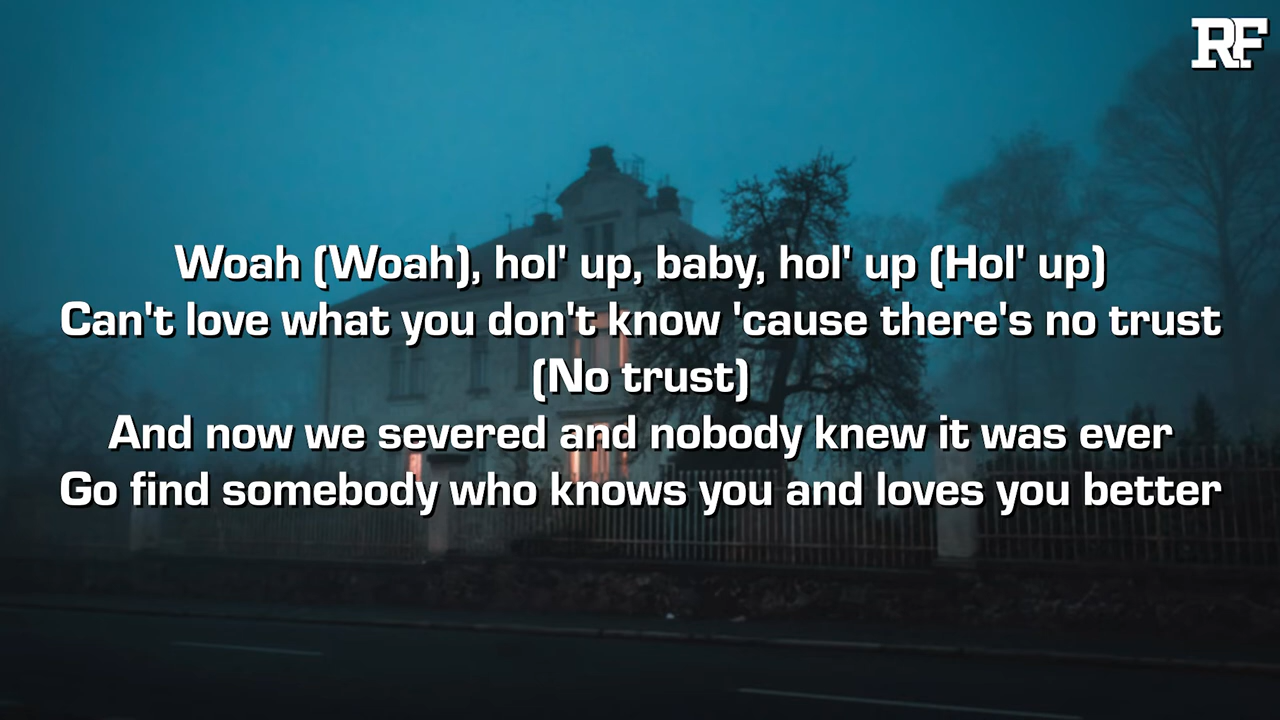 RF
Woah (Woah), hol' up, baby, hol' up (Hol' up)
Can't love what you don't know 'cause there's no trust
(No trust)
And now we severed and nobody knew it was ever
Go find somebody who knows you and loves you better